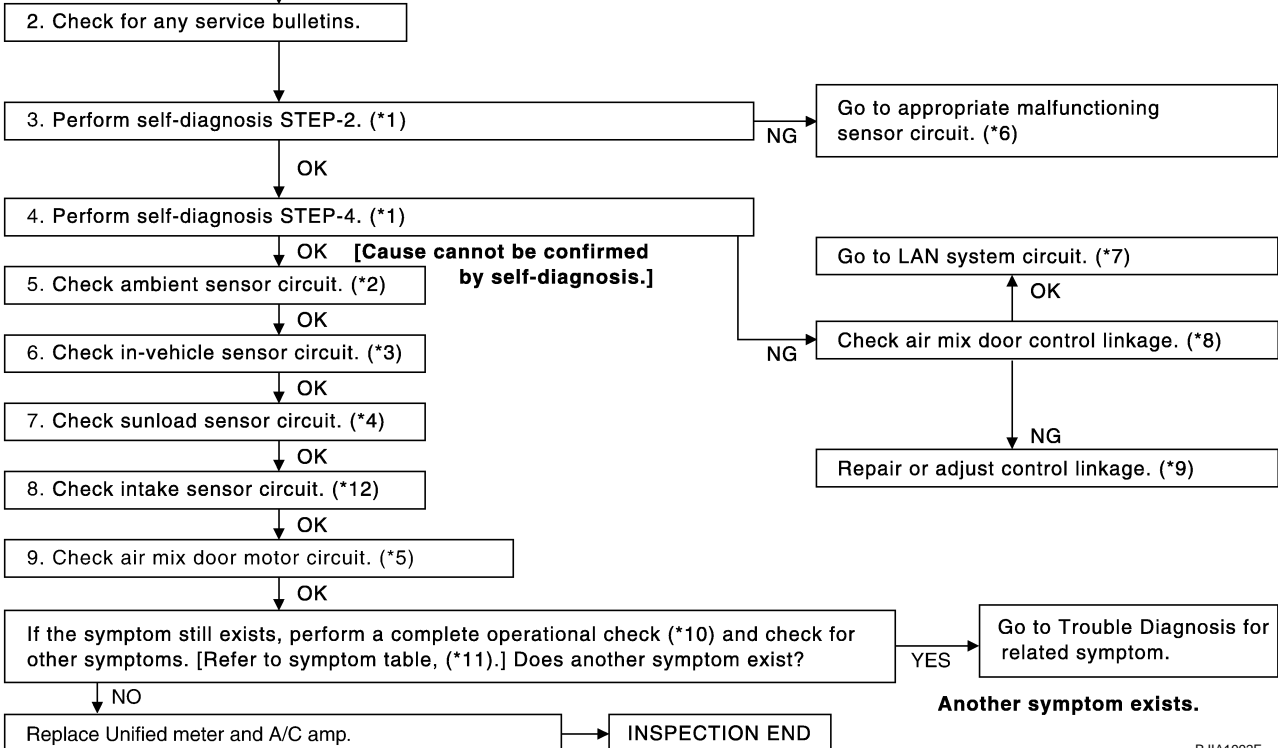 2. Check for any service bulletins.
3. Perform self-diagnosis STEP-2. (*1)
NG
Go to appropriate malfunctioning
sensor circuit. (*6)
OK
4. Perform self-diagnosis STEP-4. (*1)
OK
[Cause cannot be confirmed
by self-diagnosis.]
NG
Go to LAN system circuit. (*7)
OK
Check air mix door control linkage. (*8)
NG
Repair or adjust control linkage. (*9)
5. Check ambient sensor circuit. (*2)
OK
6. Check in-vehicle sensor circuit. (*3)
OK
7. Check sunload sensor circuit. (*4)
OK
8. Check intake sensor circuit. (*12)
OK
9. Check air mix door motor circuit. (*5)
OK
If the symptom still exists, perform a complete operational check (*10) and check for
other symptoms. [Refer to symptom table, (*11).] Does another symptom exist?
YES
Go to Trouble Diagnosis for
related symptom.
Another symptom exists.
NO
Replace Unified meter and A/C amp.
INSPECTION END